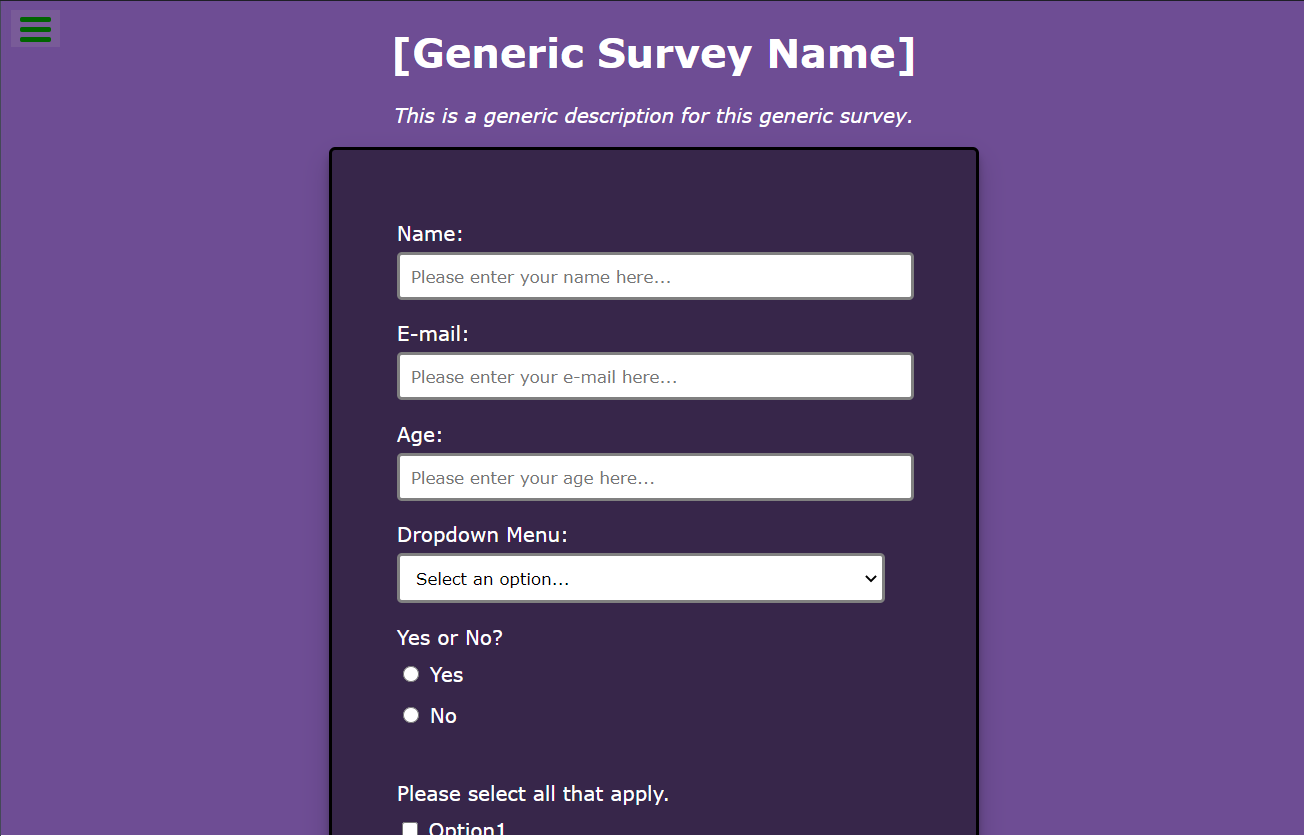 [Generic Survey Name]
This is a generic description for this generic survey.
Name:
Please enter your name here...
E-mail:
Please enter your e-mail here...
Age:
Please enter your age here...
Dropdown Menu:
Select an option...
Yes or No?
Yes
No
Please select all that apply.
Option1